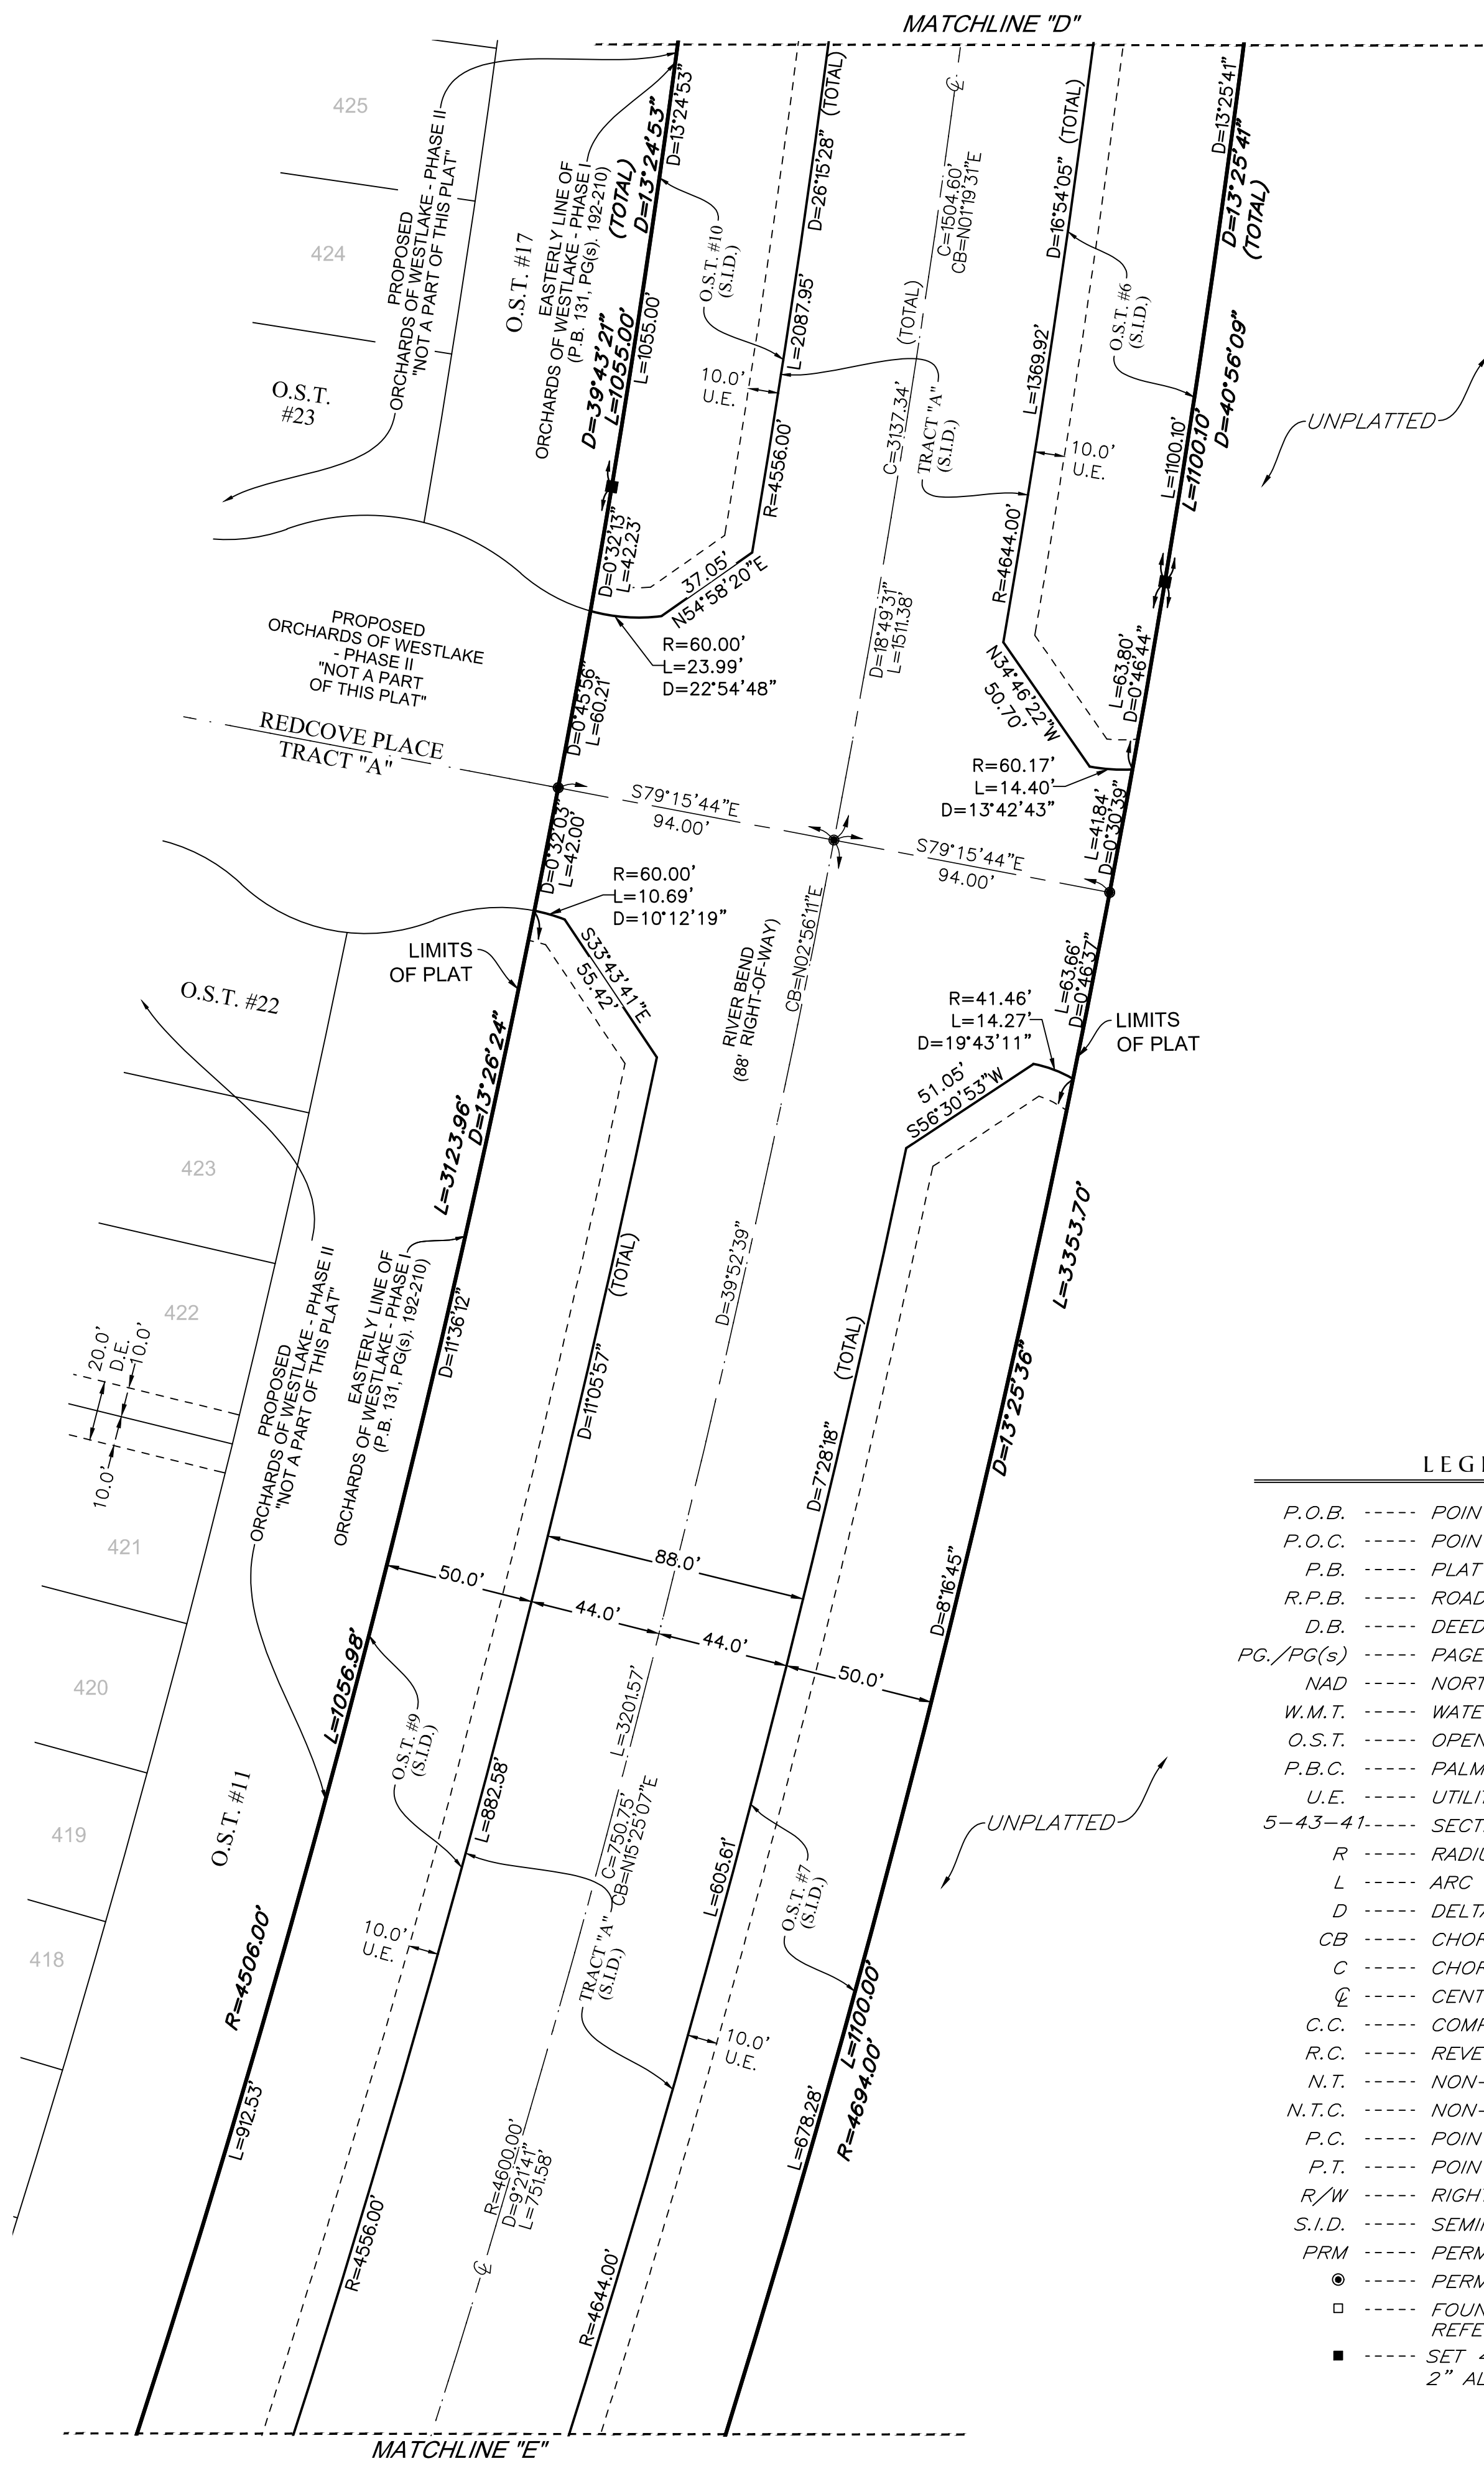 MATCHLINE "D"
425
424
PROPOSED
ORCHARDS OF WESTLAKE - PHASE II
"NOT A PART OF THIS PLAT"
O.S.T. #17
EASTERLY LINE OF
ORCHARDS OF WESTLAKE - PHASE I
(P.B. 131, PG(s). 192-210)
(TOTAL)
D=13°24'53"
D=13°24'53"
D=39°43'21"
L=1055.00'
L=1055.00'
O.S.T. #10
(S.I.D.)
D=26°15'28" (TOTAL)
L=2087.95'
10.0'
U.E.
R=4556.00'
C=1504.60'
CB=N01°19'31"E
(TOTAL)
C=3137.34'
TRACT "A"
(S.I.D.)
D=16°54'05" (TOTAL)
L=1369.92'
R=4644.00'
O.S.T. #6
(S.I.D.)
10.0'
U.E.
D=13°25'41"
D=13°25'41"
(TOTAL)
D=40°56'09"
L=1100.10'
L=1100.10'
UNPLATTED
O.S.T.
#23
D=0°32'13"
L=42.23'
37.05'
N54°58'20"E
R=60.00'
L=23.99'
D=22°54'48"
D=18°49'31"
L=1511.38'
N34°46'22"W
50.70'
L=63.80'
D=0°46'44"
PROPOSED
ORCHARDS OF WESTLAKE
- PHASE II
"NOT A PART
OF THIS PLAT"
REDCOVE PLACE
TRACT "A"
D=0°45'56"
L=60.21'
S79°15'44"E
94.00'
R=60.17'
L=14.40'
D=13°42'43"
L=41.84'
D=0°30'39"
S79°15'44"E
94.00'
D=0°32'03"
L=42.00'
R=60.00'
L=10.69'
D=10°12'19"
LIMITS
OF PLAT
S33°43'41"E
55.42'
RIVER BEND
(88' RIGHT-OF-WAY)
CB=N02°56'11"E
L=63.66'
D=0°46'37"
R=41.46'
L=14.27'
D=19°43'11"
LIMITS
OF PLAT
51.05'
S56°30'53"W
O.S.T. #22
423
422
421
420
419
418
20.0'
D.E.
10.0'
10.0'
PROPOSED
ORCHARDS OF WESTLAKE - PHASE II
"NOT A PART OF THIS PLAT"
EASTERLY LINE OF
ORCHARDS OF WESTLAKE - PHASE I
(P.B. 131, PG(s). 192-210)
L=3123.96'
D=13°26'24"
D=11°36'12"
(TOTAL)
D=11°05'57"
D=39°52'39"
(TOTAL)
D=7°28'18"
L=3353.70'
D=13°25'36"
D=8°16'45"
50.0'
88.0'
44.0'
44.0'
50.0'
L=1056.98'
O.S.T. #9
(S.I.D.)
O.S.T. #11
L=882.58'
L=3201.57'
C=750.75'
CB=N15°25'07"E
TRACT "A"
(S.I.D.)
L=605.61'
O.S.T. #7
(S.I.D.)
UNPLATTED
10.0'
U.E.
10.0'
U.E.
R=4506.00'
L=912.53'
R=4556.00'
R=4600.00'
D=9°21'41"
L=751.58'
R=4644.00'
L=1100.00'
R=4694.00'
L=678.28'
MATCHLINE "E"
LEGE
P.O.B. ----- POIN
P.O.C. ----- POIN
P.B. ----- PLAT
R.P.B. ----- ROAD
D.B. ----- DEED
PG./PG(s) ----- PAGE
NAD ----- NORT
W.M.T. ----- WATE
O.S.T. ----- OPEN
P.B.C. ----- PALM
U.E. ----- UTILI
5-43-41 ----- SECT
R ----- RADIU
L ----- ARC
D ----- DELTA
CB ----- CHOR
C ----- CHOR
℄ ----- CENT
C.C. ----- COMP
R.C. ----- REVE
N.T. ----- NON-
N.T.C. ----- NON-
P.C. ----- POIN
P.T. ----- POIN
R/W ----- RIGHT
S.I.D. ----- SEMI
PRM ----- PERM
----- PERM
----- FOUN
REFE
----- SET 4
2" AL